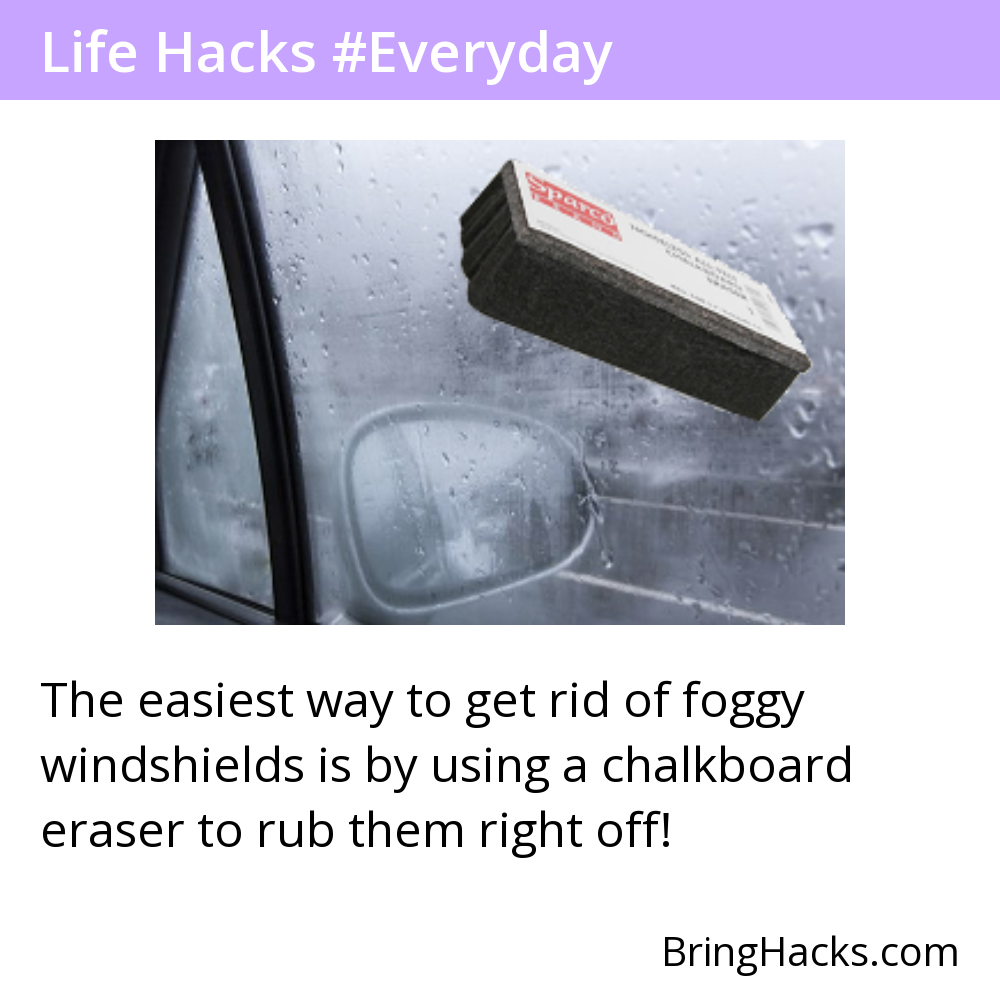 Life Hacks #Everyday
Sparco
The easiest way to get rid of foggy
windshields is by using a chalkboard
eraser to rub them right off!
BringHacks.com